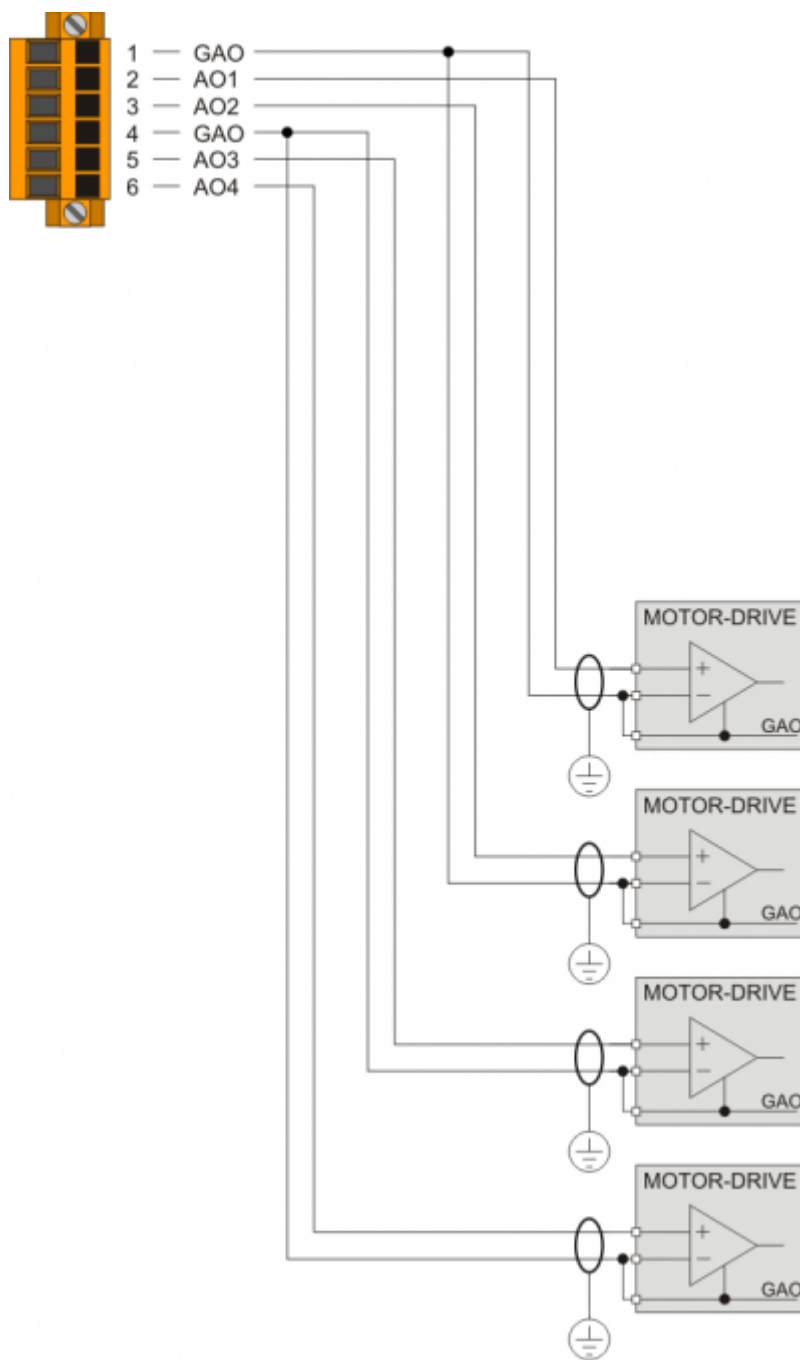 1 — GAO
2 — AO1
3 — AO2
4 — GAO
5 — AO3
6 — AO4
MOTOR-DRIVE
+
−
GAO
MOTOR-DRIVE
+
−
GAO
MOTOR-DRIVE
+
−
GAO
MOTOR-DRIVE
+
−
GAO